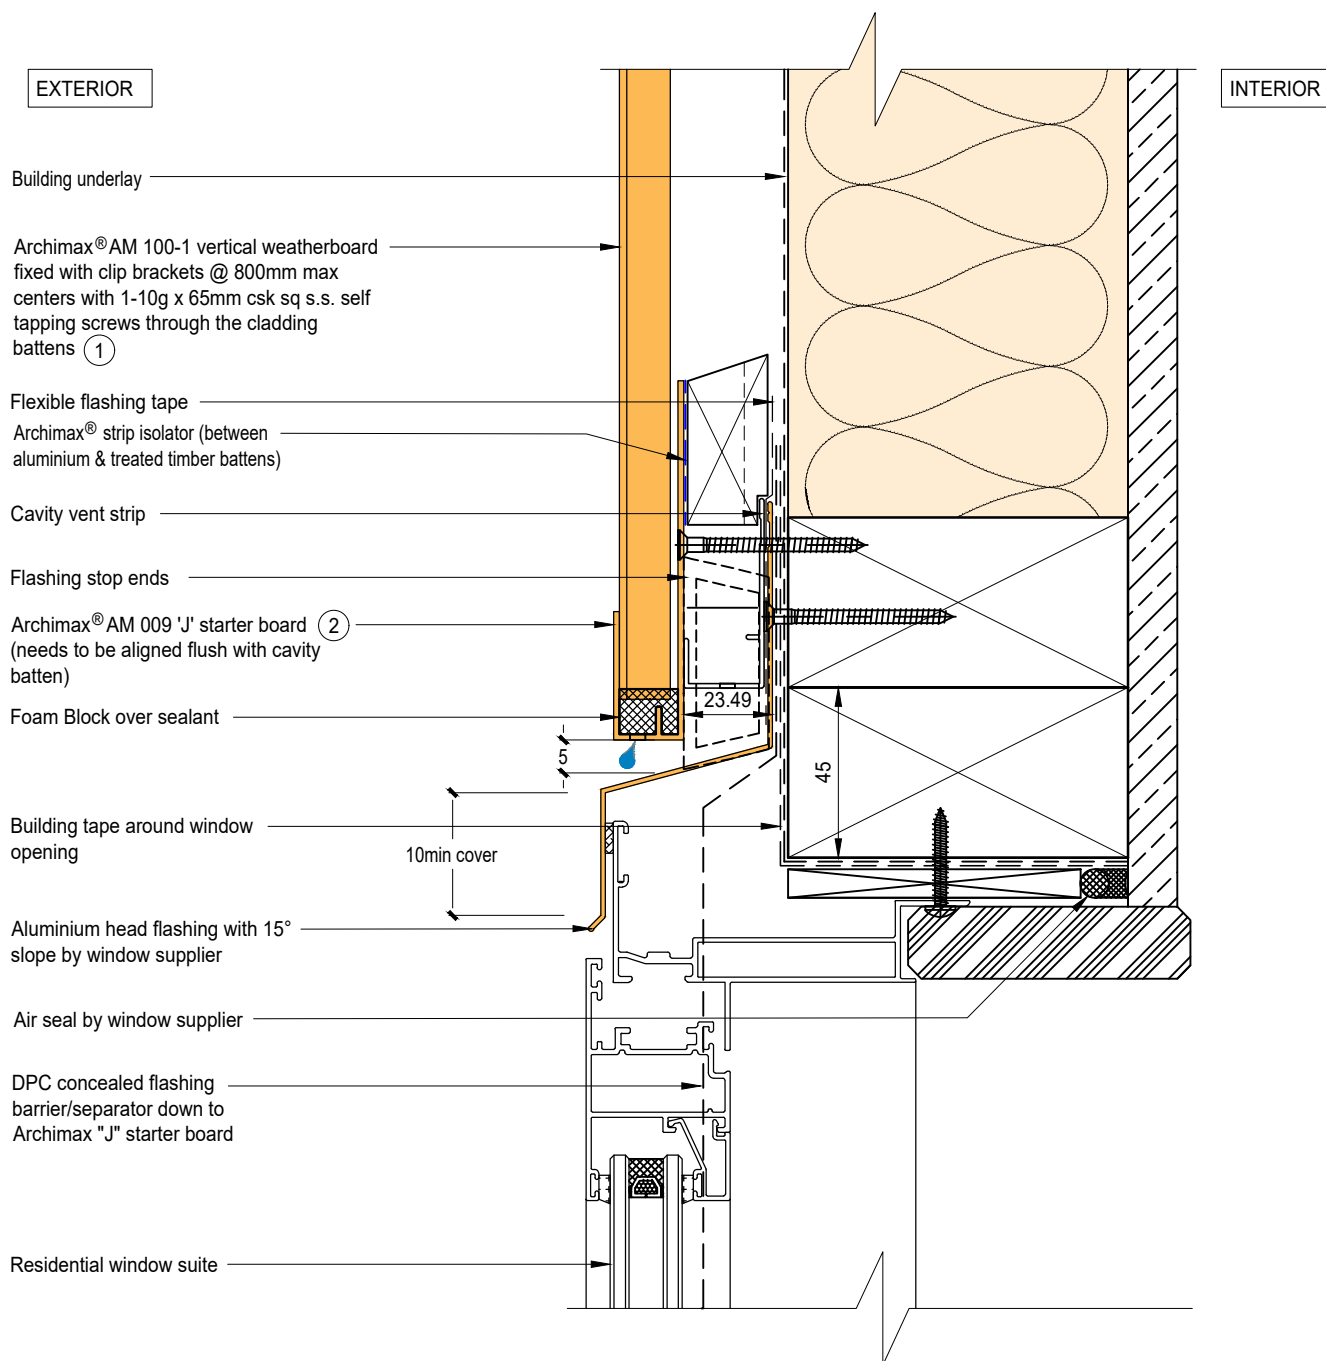 EXTERIOR
INTERIOR
Building underlay
Archimax® AM 100-1 vertical weatherboard
fixed with clip brackets @ 800mm max
centers with 1-10g x 65mm csk sq s.s. self
tapping screws through the cladding
battens 1
Flexible flashing tape
Archimax® strip isolator (between
aluminium & treated timber battens)
Cavity vent strip
Flashing stop ends
Archimax® AM 009 'J' starter board 2
(needs to be aligned flush with cavity
batten)
Foam Block over sealant
23.49
5
45
Building tape around window
opening
10min cover
Aluminium head flashing with 15°
slope by window supplier
Air seal by window supplier
DPC concealed flashing
barrier/separator down to
Archimax "J" starter board
Residential window suite